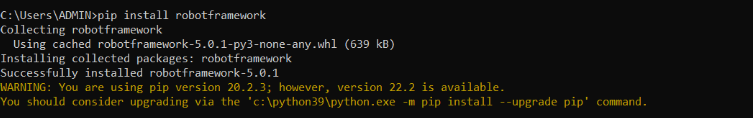 C:\Users\ADMIN>pip install robotframework
Collecting robotframework
  Using cached robotframework-5.0.1-py3-none-any.whl (639 kB)
Installing collected packages: robotframework
Successfully installed robotframework-5.0.1
WARNING: You are using pip version 20.2.3; however, version 22.2 is available.
You should consider upgrading via the 'c:\python39\python.exe -m pip install --upgrade pip' command.